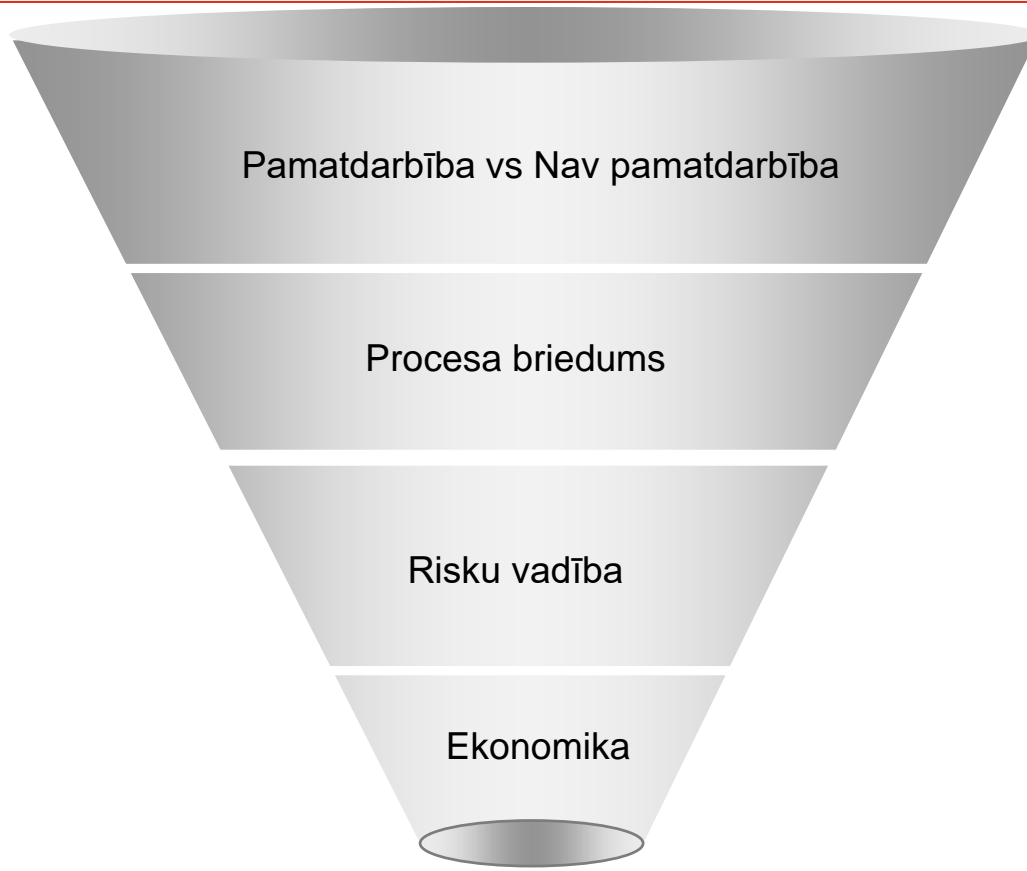 Pamatdarbība vs Nav pamatdarbība
Procesa briedums
Risku vadība
Ekonomika